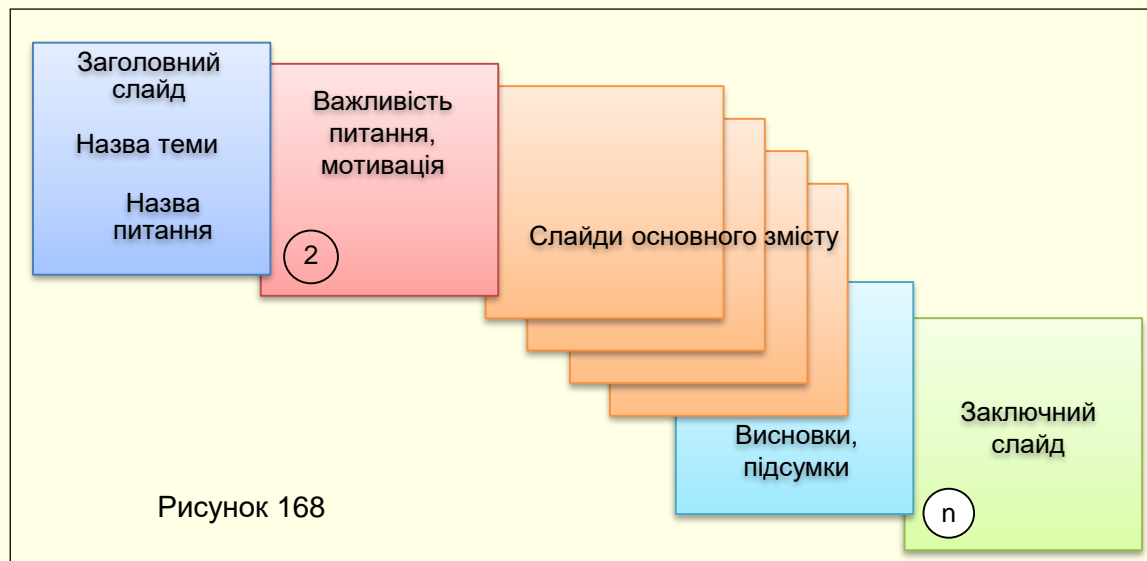 Заголовний
слайд
Назва теми
Назва
питання
Важливість
питання,
мотивація
2
Слайди основного змісту
Висновки,
підсумки
Заключний
слайд
n
Рисунок 168